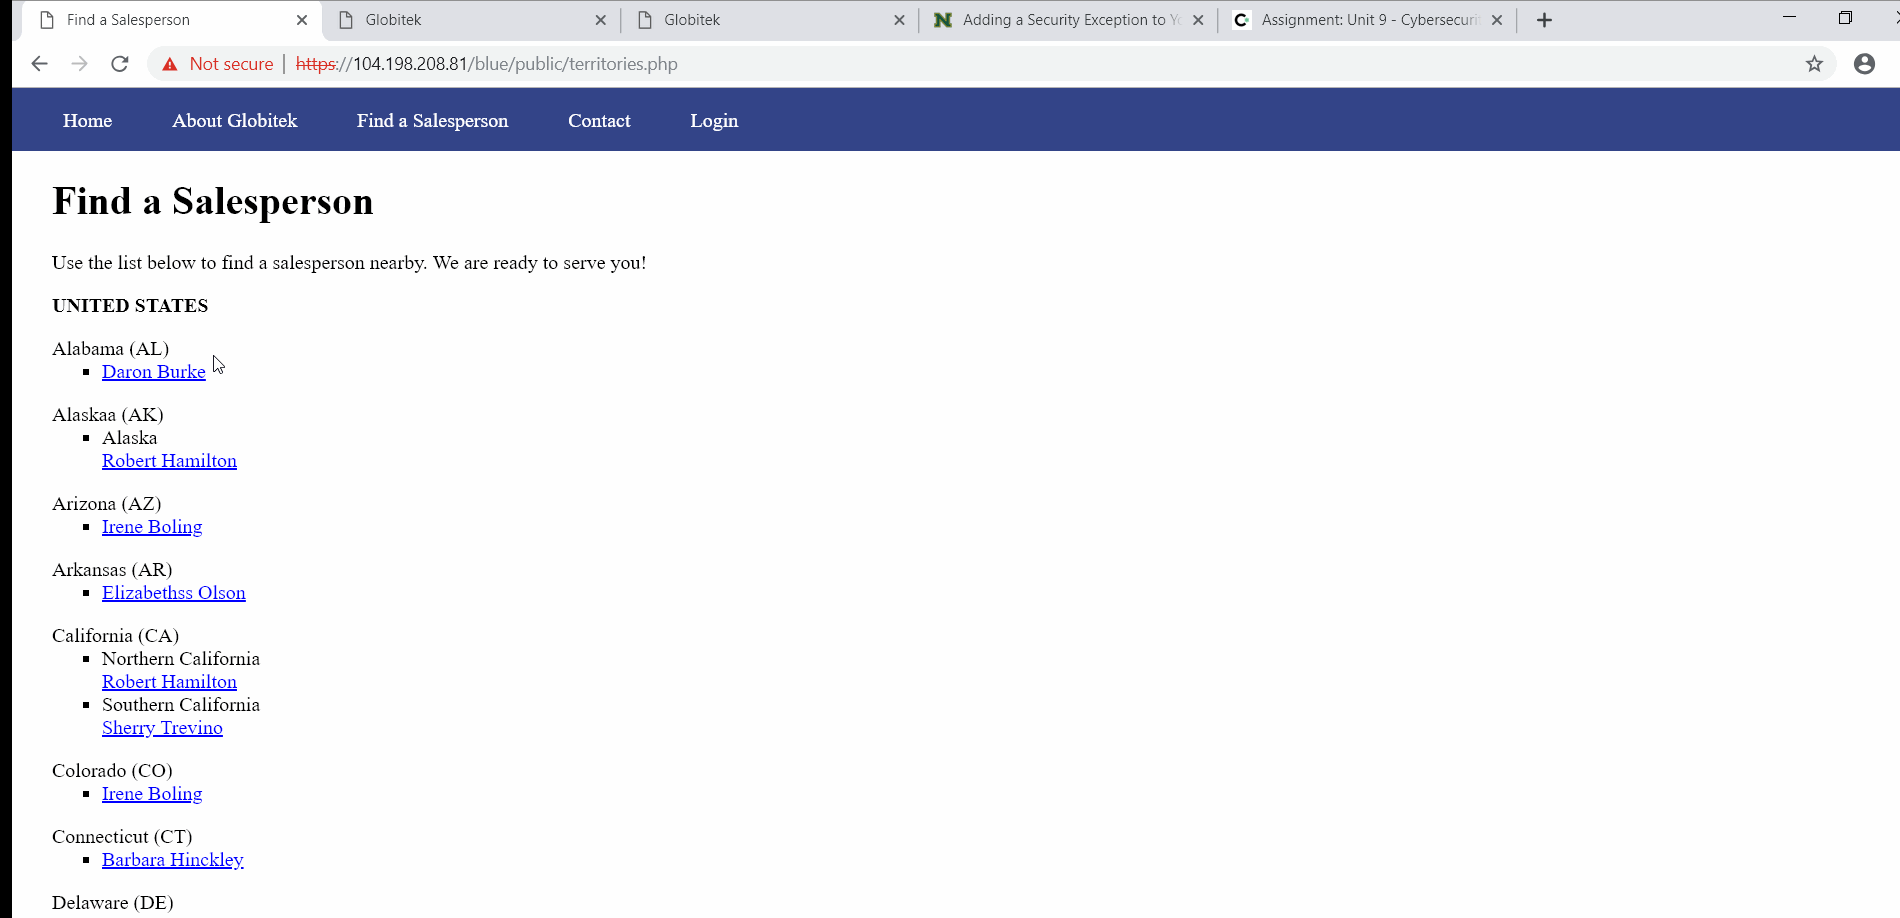 Find a Salesperson
Globitek
Globitek
Adding a Security Exception to Yo
Assignment: Unit 9 - Cybersecuri
Not secure | https://104.198.208.81/blue/public/territories.php
Home About Globitek Find a Salesperson Contact Login
Find a Salesperson
Use the list below to find a salesperson nearby. We are ready to serve you!
UNITED STATES
Alabama (AL)
Daron Burke
Alaskaa (AK)
Alaska
Robert Hamilton
Arizona (AZ)
Irene Boling
Arkansas (AR)
Elizabethss Olson
California (CA)
Northern California
Robert Hamilton
Southern California
Sherry Trevino
Colorado (CO)
Irene Boling
Connecticut (CT)
Barbara Hinckley
Delaware (DE)